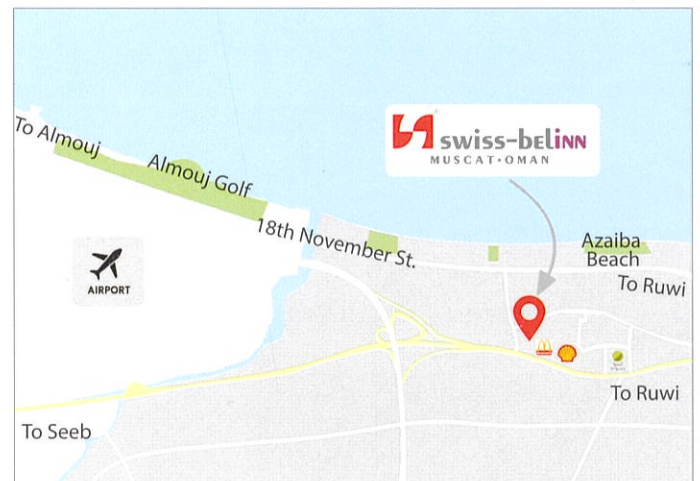 swiss-belINN
MUSCAT·OMAN
To Almouj
Almouj Golf
18th November St.
Azaiba
Beach
To Ruwi
AIRPORT
To Ruwi
To Seeb